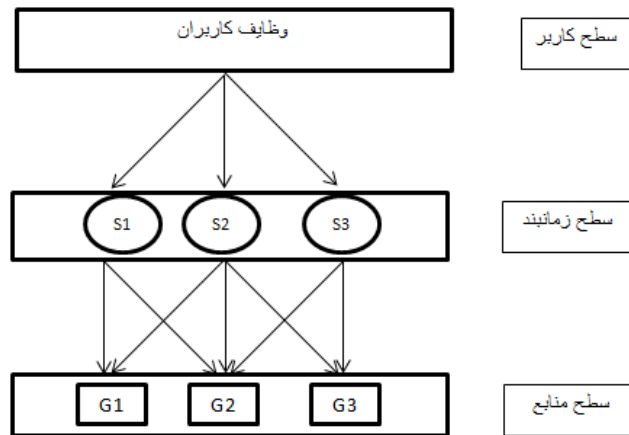 وظایف کاربران
سطح کاربر
S1 S2 S3
سطح زمانبند
G1 G2 G3
سطح منابع